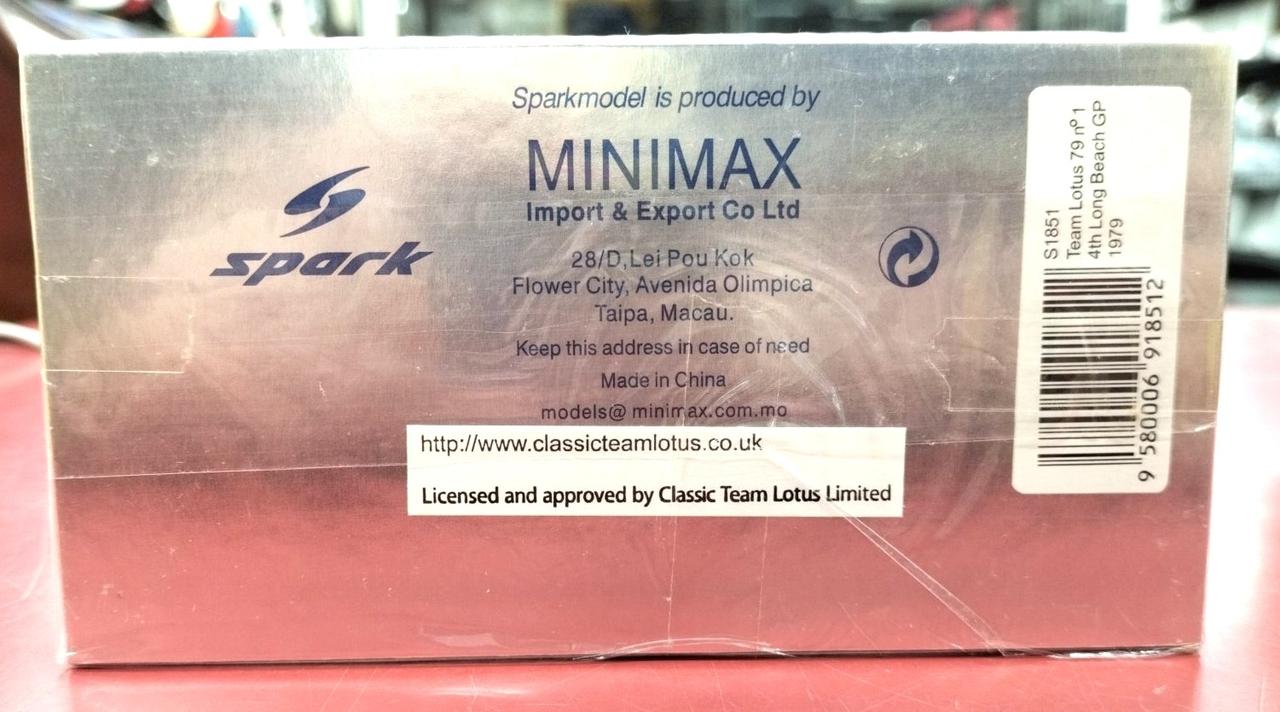 spark
Sparkmodel is produced by
MINIMAX
Import & Export Co Ltd
28/D,Lei Pou Kok
Flower City, Avenida Olimpica
Taipa, Macau.
Keep this address in case of need
Made in China
models@ minimax.com.mo
http://www.classicteamlotus.co.uk
Licensed and approved by Classic Team Lotus Limited
S1851
Team Lotus 79 nº 1
4th Long Beach GP
1979
9 580006 918512